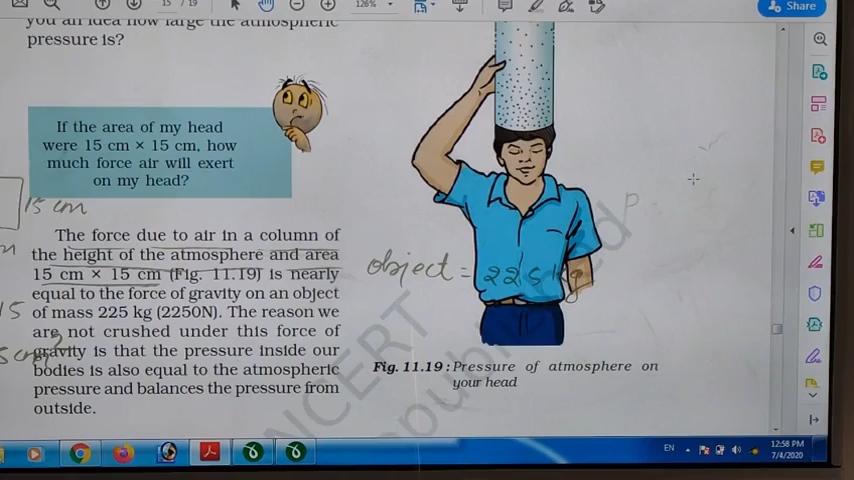 15 / 19
126%
Share
you an idea how large the atmospheric
pressure is?
If the area of my head
were 15 cm × 15 cm, how
much force air will exert
on my head?
15 cm
The force due to air in a column of
the height of the atmosphere and area
15 cm × 15 cm (Fig. 11.19) is nearly
equal to the force of gravity on an object
of mass 225 kg (2250N). The reason we
are not crushed under this force of
gravity is that the pressure inside our
bodies is also equal to the atmospheric
pressure and balances the pressure from
outside.
15
object = 225 kg
P
Fig. 11.19 : Pressure of atmosphere on
your head
NCERT
republished
EN
12:58 PM
7/4/2020